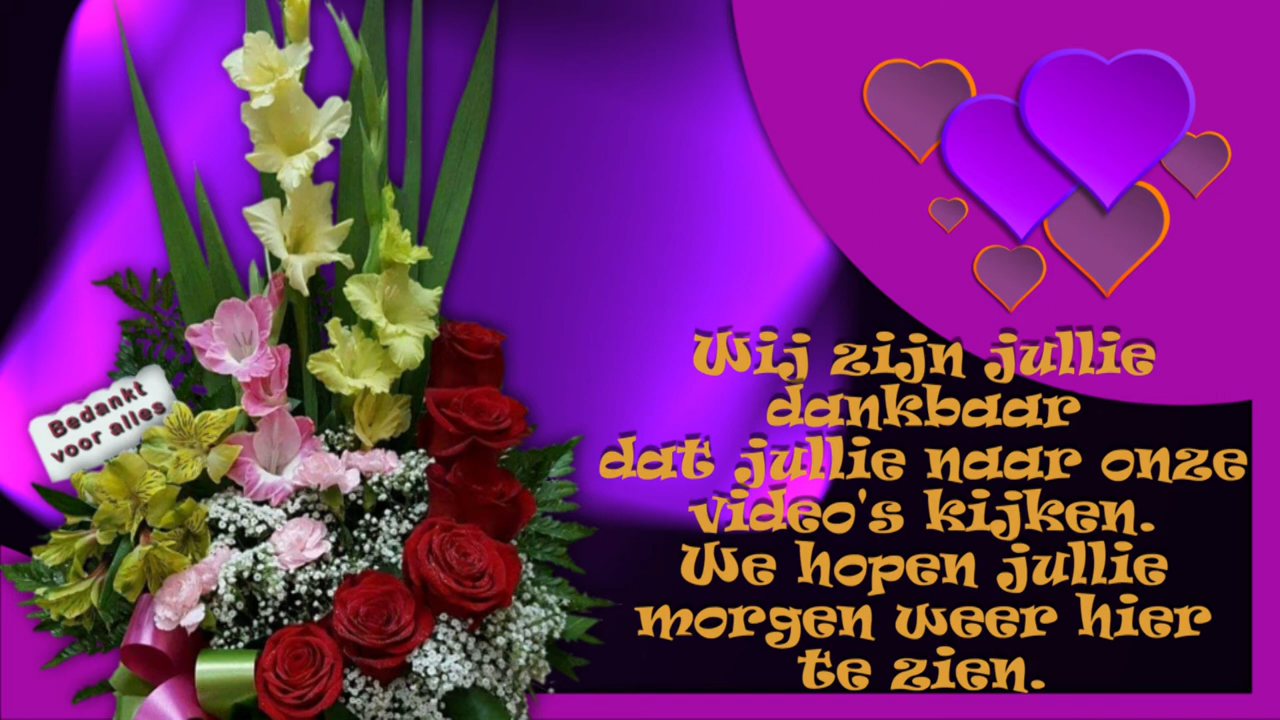 Bedankt
voor alles
Wij zijn jullie
dankbaar
dat jullie naar onze
video's kijken.
We hopen jullie
morgen weer hier
te zien.